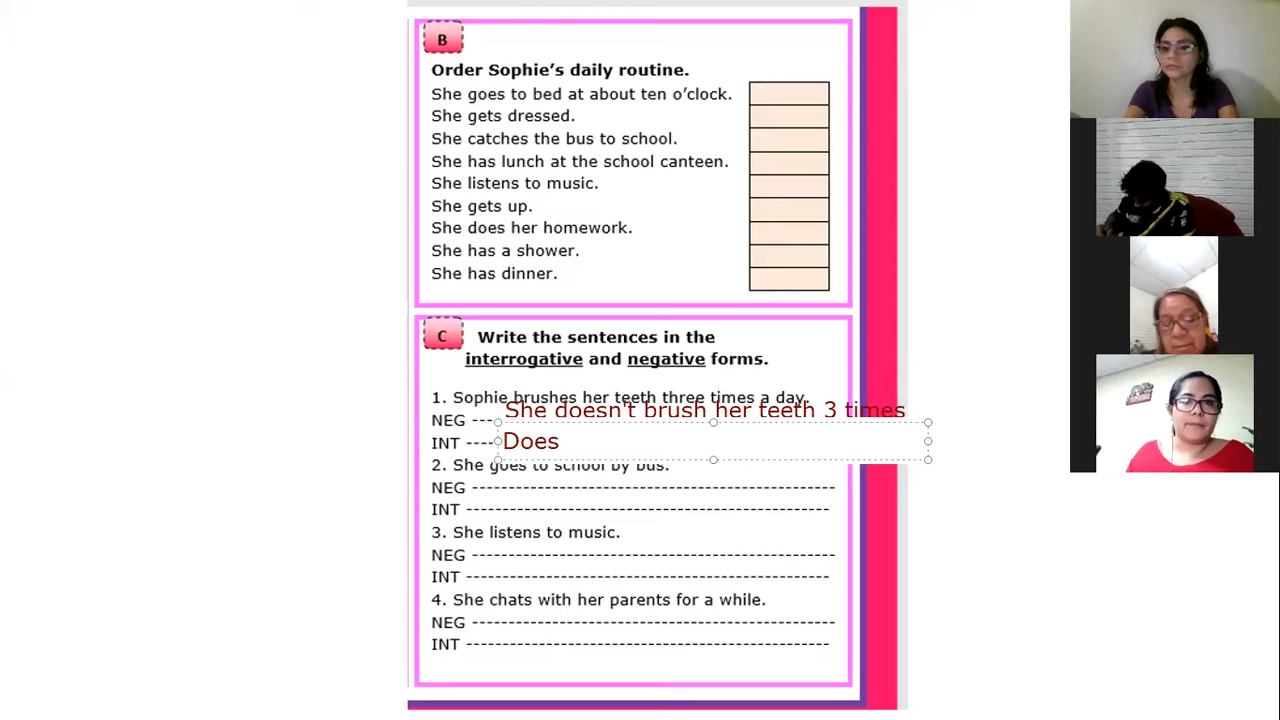 B
Order Sophie's daily routine.
She goes to bed at about ten o'clock.
She gets dressed.
She catches the bus to school.
She has lunch at the school canteen.
She listens to music.
She gets up.
She does her homework.
She has a shower.
She has dinner.
C
Write the sentences in the
interrogative and negative forms.
1. Sophie brushes her teeth three times a day.
She doesn't brush her teeth 3 times
NEG ---
INT ----
Does
2. She goes to school by bus.
NEG ------------------------------------------------
INT ------------------------------------------------
3. She listens to music.
NEG ------------------------------------------------
INT ------------------------------------------------
4. She chats with her parents for a while.
NEG ------------------------------------------------
INT ------------------------------------------------